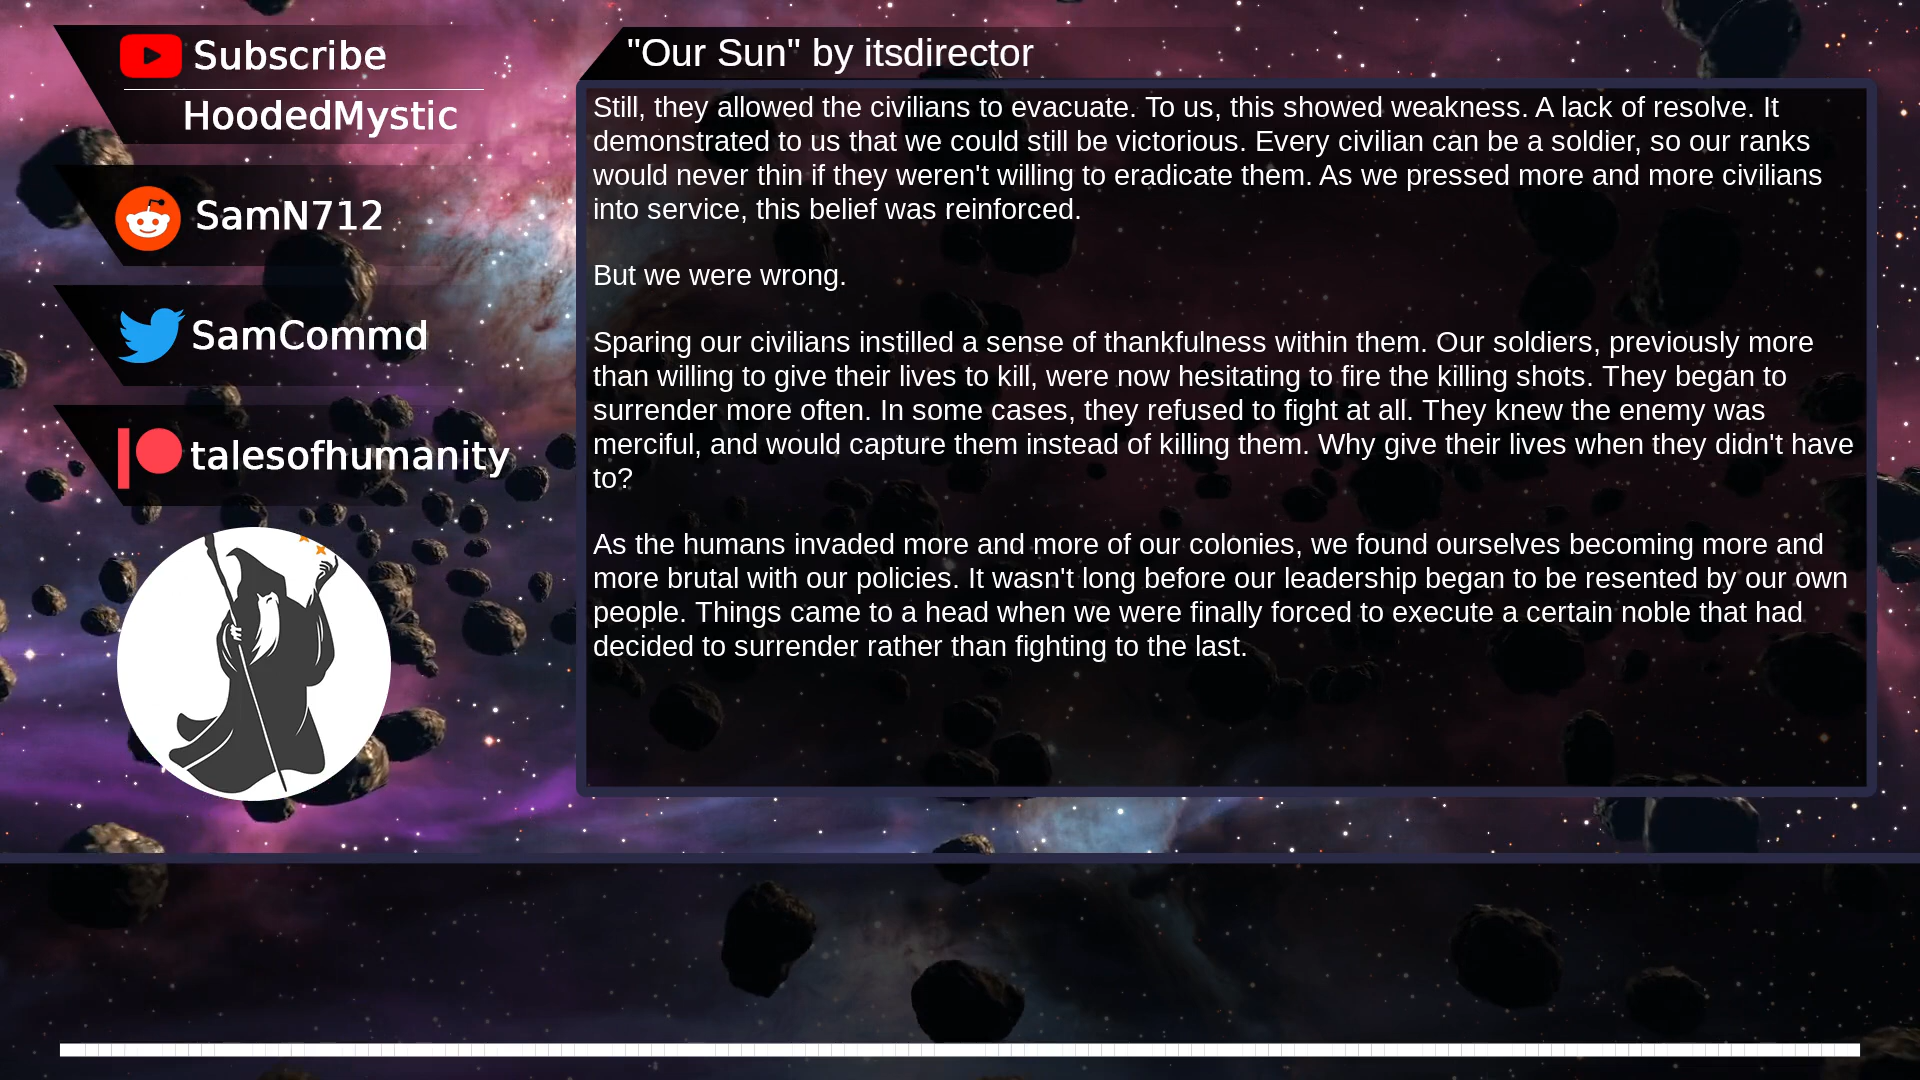 Subscribe
HoodedMystic
SamN712
SamCommd
talesofhumanity
"Our Sun" by itsdirector
Still, they allowed the civilians to evacuate. To us, this showed weakness. A lack of resolve. It
demonstrated to us that we could still be victorious. Every civilian can be a soldier, so our ranks
would never thin if they weren't willing to eradicate them. As we pressed more and more civilians
into service, this belief was reinforced.
But we were wrong.
Sparing our civilians instilled a sense of thankfulness within them. Our soldiers, previously more
than willing to give their lives to kill, were now hesitating to fire the killing shots. They began to
surrender more often. In some cases, they refused to fight at all. They knew the enemy was
merciful, and would capture them instead of killing them. Why give their lives when they didn't have
to?
As the humans invaded more and more of our colonies, we found ourselves becoming more and
more brutal with our policies. It wasn't long before our leadership began to be resented by our own
people. Things came to a head when we were finally forced to execute a certain noble that had
decided to surrender rather than fighting to the last.